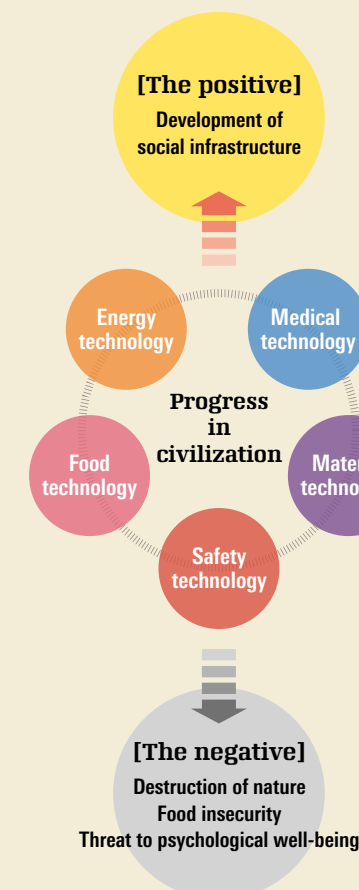 [The positive]
Development of
social infrastructure
Energy
technology
Medical
technology
Progress
in
civilization
Food
technology
Safety
technology
[The negative]
Destruction of nature
Food insecurity
Threat to psychological well-being